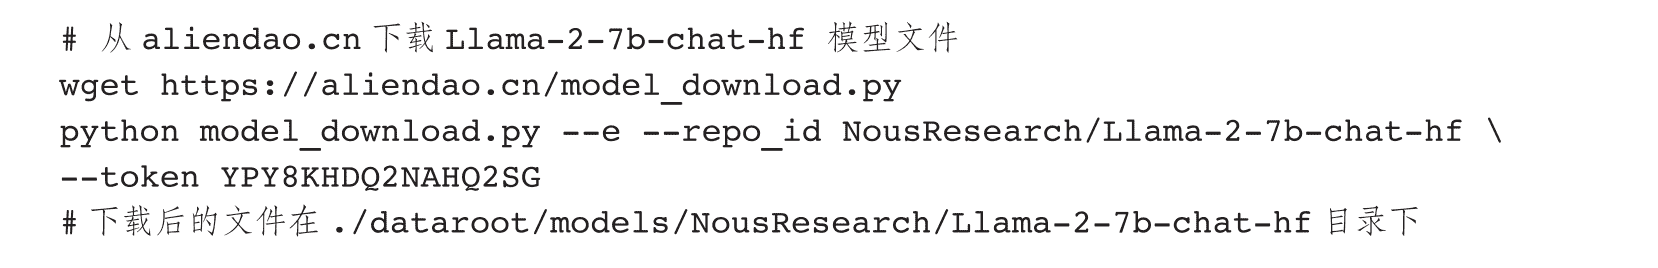 # 从 aliendao.cn 下载 Llama-2-7b-chat-hf 模型文件
wget https://aliendao.cn/model_download.py
python model_download.py --e --repo_id NousResearch/Llama-2-7b-chat-hf \
--token YPY8KHDQ2NAHQ2SG
# 下载后的文件在 ./dataroot/models/NousResearch/Llama-2-7b-chat-hf 目录下